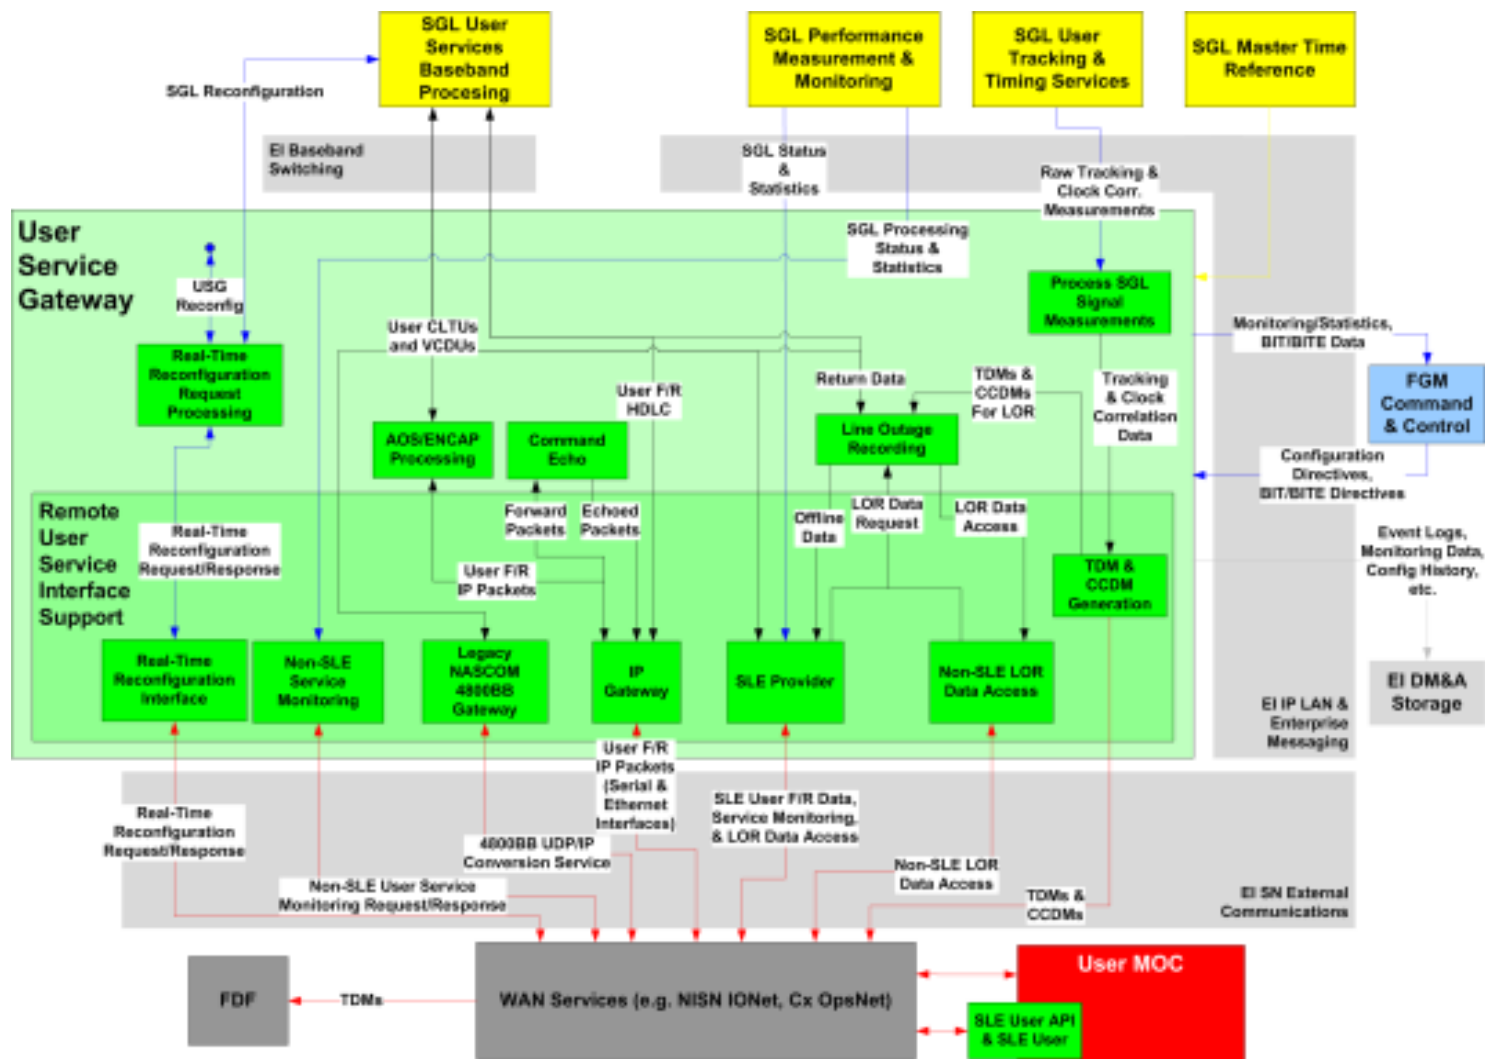 SGL User
Services
Baseband
Procesing
SGL Performance
Measurement &
Monitoring
SGL User
Tracking &
Timing Services
SGL Master Time
Reference
SGL Reconfiguration
EI Baseband
Switching
SGL Status
&
Statistics
Raw Tracking &
Clock Corr.
Measurements
User
Service
Gateway
SGL Processing
Status &
Statistics
USG
Reconfig
Process SGL
Signal
Measurements
User CLTUs
and VCDUs
Monitoring/Statistics,
BIT/BITE Data
Real-Time
Reconfiguration
Request
Processing
User F/R
HDLC
Return Data
TDMs &
CCDMs
For LOR
Tracking
& Clock
Correlation
Data
FGM
Command
& Control
AOS/ENCAP
Processing
Command
Echo
Line Outage
Recording
Configuration
Directives,
BIT/BITE Directives
Remote
User
Service
Interface
Support
Real-Time
Reconfiguration
Request/Response
Forward
Packets
Echoed
Packets
Offline
Data
LOR Data
Request
LOR Data
Access
Event Logs,
Monitoring Data,
Config History,
etc.
User F/R
IP Packets
TDM &
CCDM
Generation
Real-Time
Reconfiguration
Interface
Non-SLE
Service
Monitoring
Legacy
NASCOM
4800BB
Gateway
IP
Gateway
SLE Provider
Non-SLE LOR
Data Access
EI DM&A
Storage
EI IP LAN &
Enterprise
Messaging
User F/R
IP Packets
(Serial &
Ethernet
Interfaces)
Real-Time
Reconfiguration
Request/Response
SLE User F/R Data,
Service Monitoring,
& LOR Data Access
4800BB UDP/IP
Conversion Service
Non-SLE LOR
Data Access
Non-SLE User Service
Monitoring Request/Response
TDMs &
CCDMs
EI SN External
Communications
FDF
TDMs
WAN Services (e.g. NISN IONet, Cx OpsNet)
User MOC
SLE User API
& SLE User